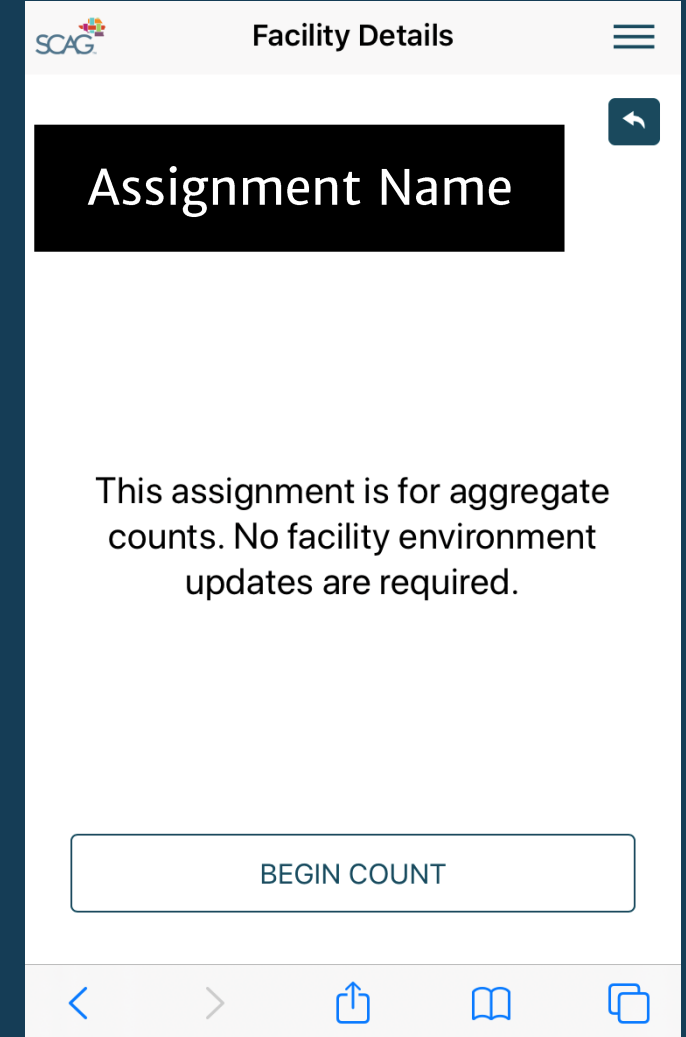 SCAG
Facility Details
Assignment Name
This assignment is for aggregate
counts. No facility environment
updates are required.
BEGIN COUNT